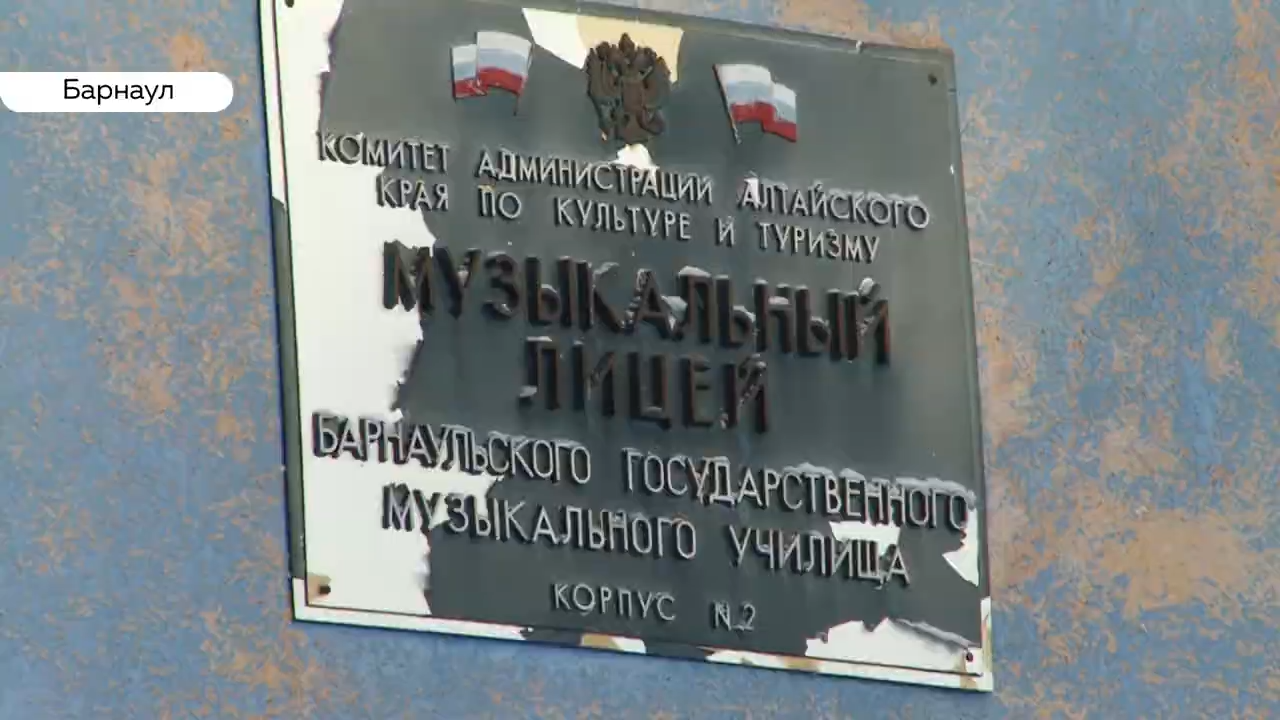 Барнаул
КОМИТЕТ АДМИНИСТРАЦИИ АЛТАЙСКОГО
КРАЯ ПО КУЛЬТУРЕ И ТУРИЗМУ
МУЗЫКАЛЬНЫЙ
ЛИЦЕЙ
БАРНАУЛЬСКОГО ГОСУДАРСТВЕННОГО
МУЗЫКАЛЬНОГО УЧИЛИЩА
КОРПУС N.2